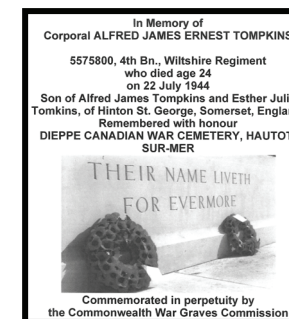 In Memory of
Corporal ALFRED JAMES ERNEST TOMPKINS
5575800, 4th Bn., Wiltshire Regiment
who died age 24
on 22 July 1944
Son of Alfred James Tompkins and Esther Juli
Tomkins, of Hinton St. George, Somerset, Englan
Remembered with honour
DIEPPE CANADIAN WAR CEMETERY, HAUTOT
SUR-MER
THEIR NAME LIVETH
FOR EVERMORE
Commemorated in perpetuity by
the Commonwealth War Graves Commission